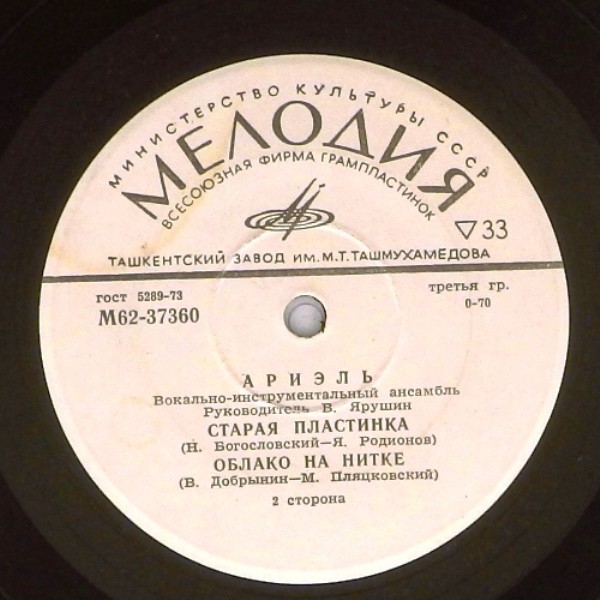 МИНИСТЕРСТВО КУЛЬТУРЫ СССР
МЕЛОДИЯ
ВСЕСОЮЗНАЯ ФИРМА ГРАМПЛАСТИНОК
▽33
ТАШКЕНТСКИЙ ЗАВОД ИМ. М.Т. ТАШМУХАМЕДОВА
гост 5289-73
третья гр.
М62-37360
0-70
АРИЭЛЬ
Вокально-инструментальный ансамбль
Руководитель В. Ярушин
СТАРАЯ ПЛАСТИНКА
(Н. Богословский—Я. Родионов)
ОБЛАКО НА НИТКЕ
(В. Добрынин—М. Пляцковский)
2 сторона